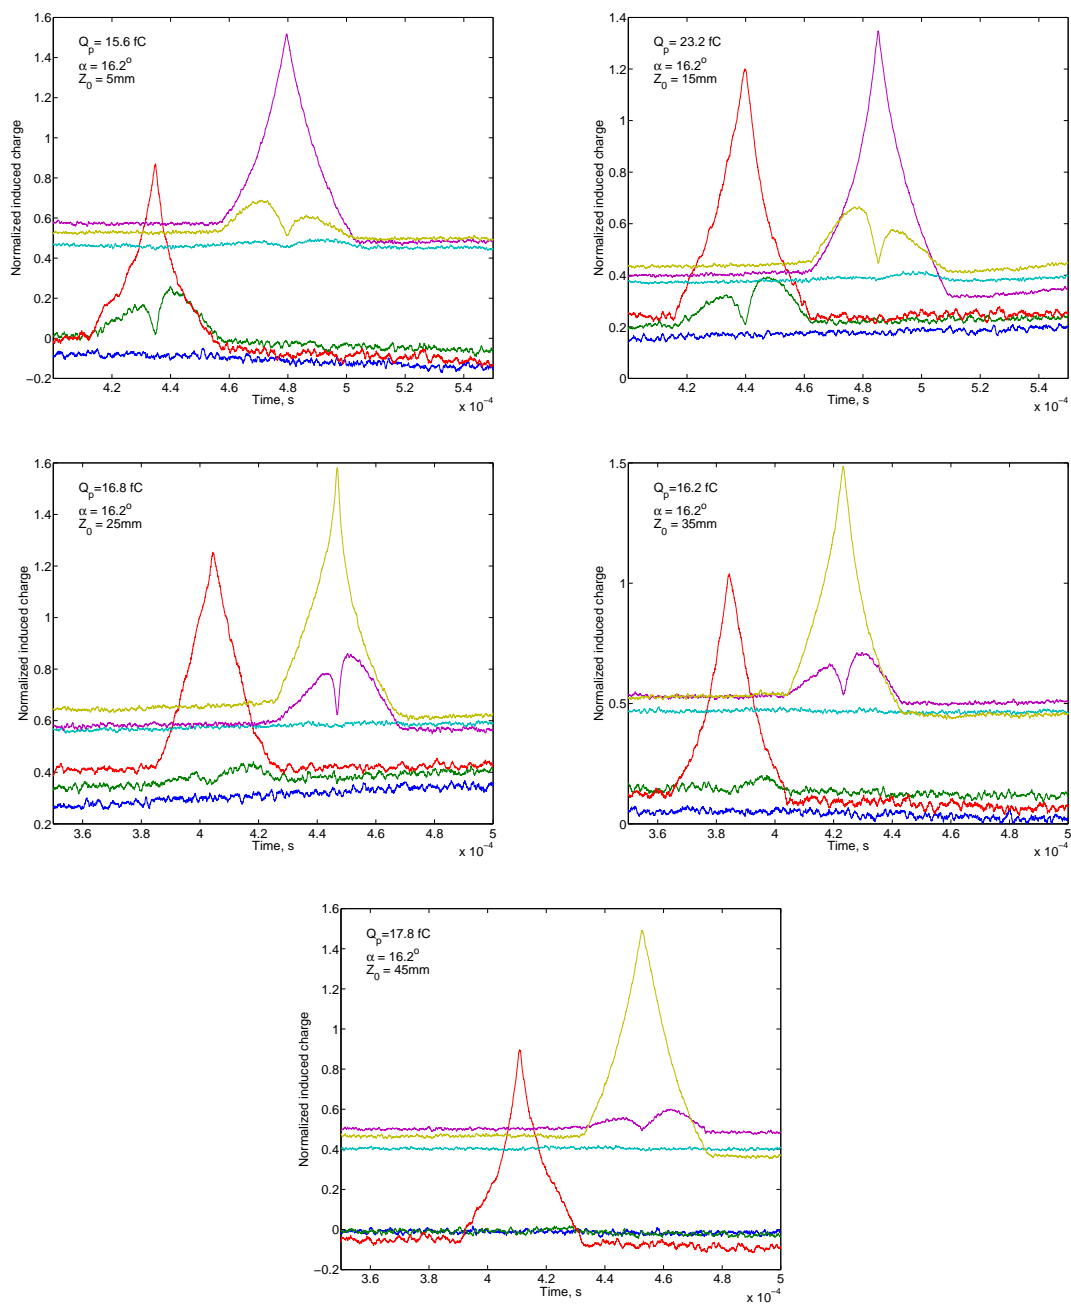 Q_p= 15.6 fC
α = 16.2°
Z_0 = 5mm
Normalized induced charge
1.6
1.4
1.2
1
0.8
0.6
0.4
0.2
0
−0.2
4.2 4.4 4.6 4.8 5 5.2 5.4
Time, s
x 10⁻⁴
Q_p= 23.2 fC
α = 16.2°
Z_0 = 15mm
Normalized induced charge
1.4
1.2
1
0.8
0.6
0.4
0.2
0
4.2 4.4 4.6 4.8 5 5.2 5.4
Time, s
x 10⁻⁴
Q_p=16.8 fC
α = 16.2°
Z_0 = 25mm
Normalized induced charge
1.6
1.4
1.2
1
0.8
0.6
0.4
0.2
3.6 3.8 4 4.2 4.4 4.6 4.8 5
Time, s
x 10⁻⁴
Q_p=16.2 fC
α = 16.2°
Z_0 = 35mm
Normalized induced charge
1.5
1
0.5
0
3.6 3.8 4 4.2 4.4 4.6 4.8 5
Time, s
x 10⁻⁴
Q_p=17.8 fC
α = 16.2°
Z_0 = 45mm
Normalized induced charge
1.6
1.4
1.2
1
0.8
0.6
0.4
0.2
0
−0.2
3.6 3.8 4 4.2 4.4 4.6 4.8 5
Time, s
x 10⁻⁴